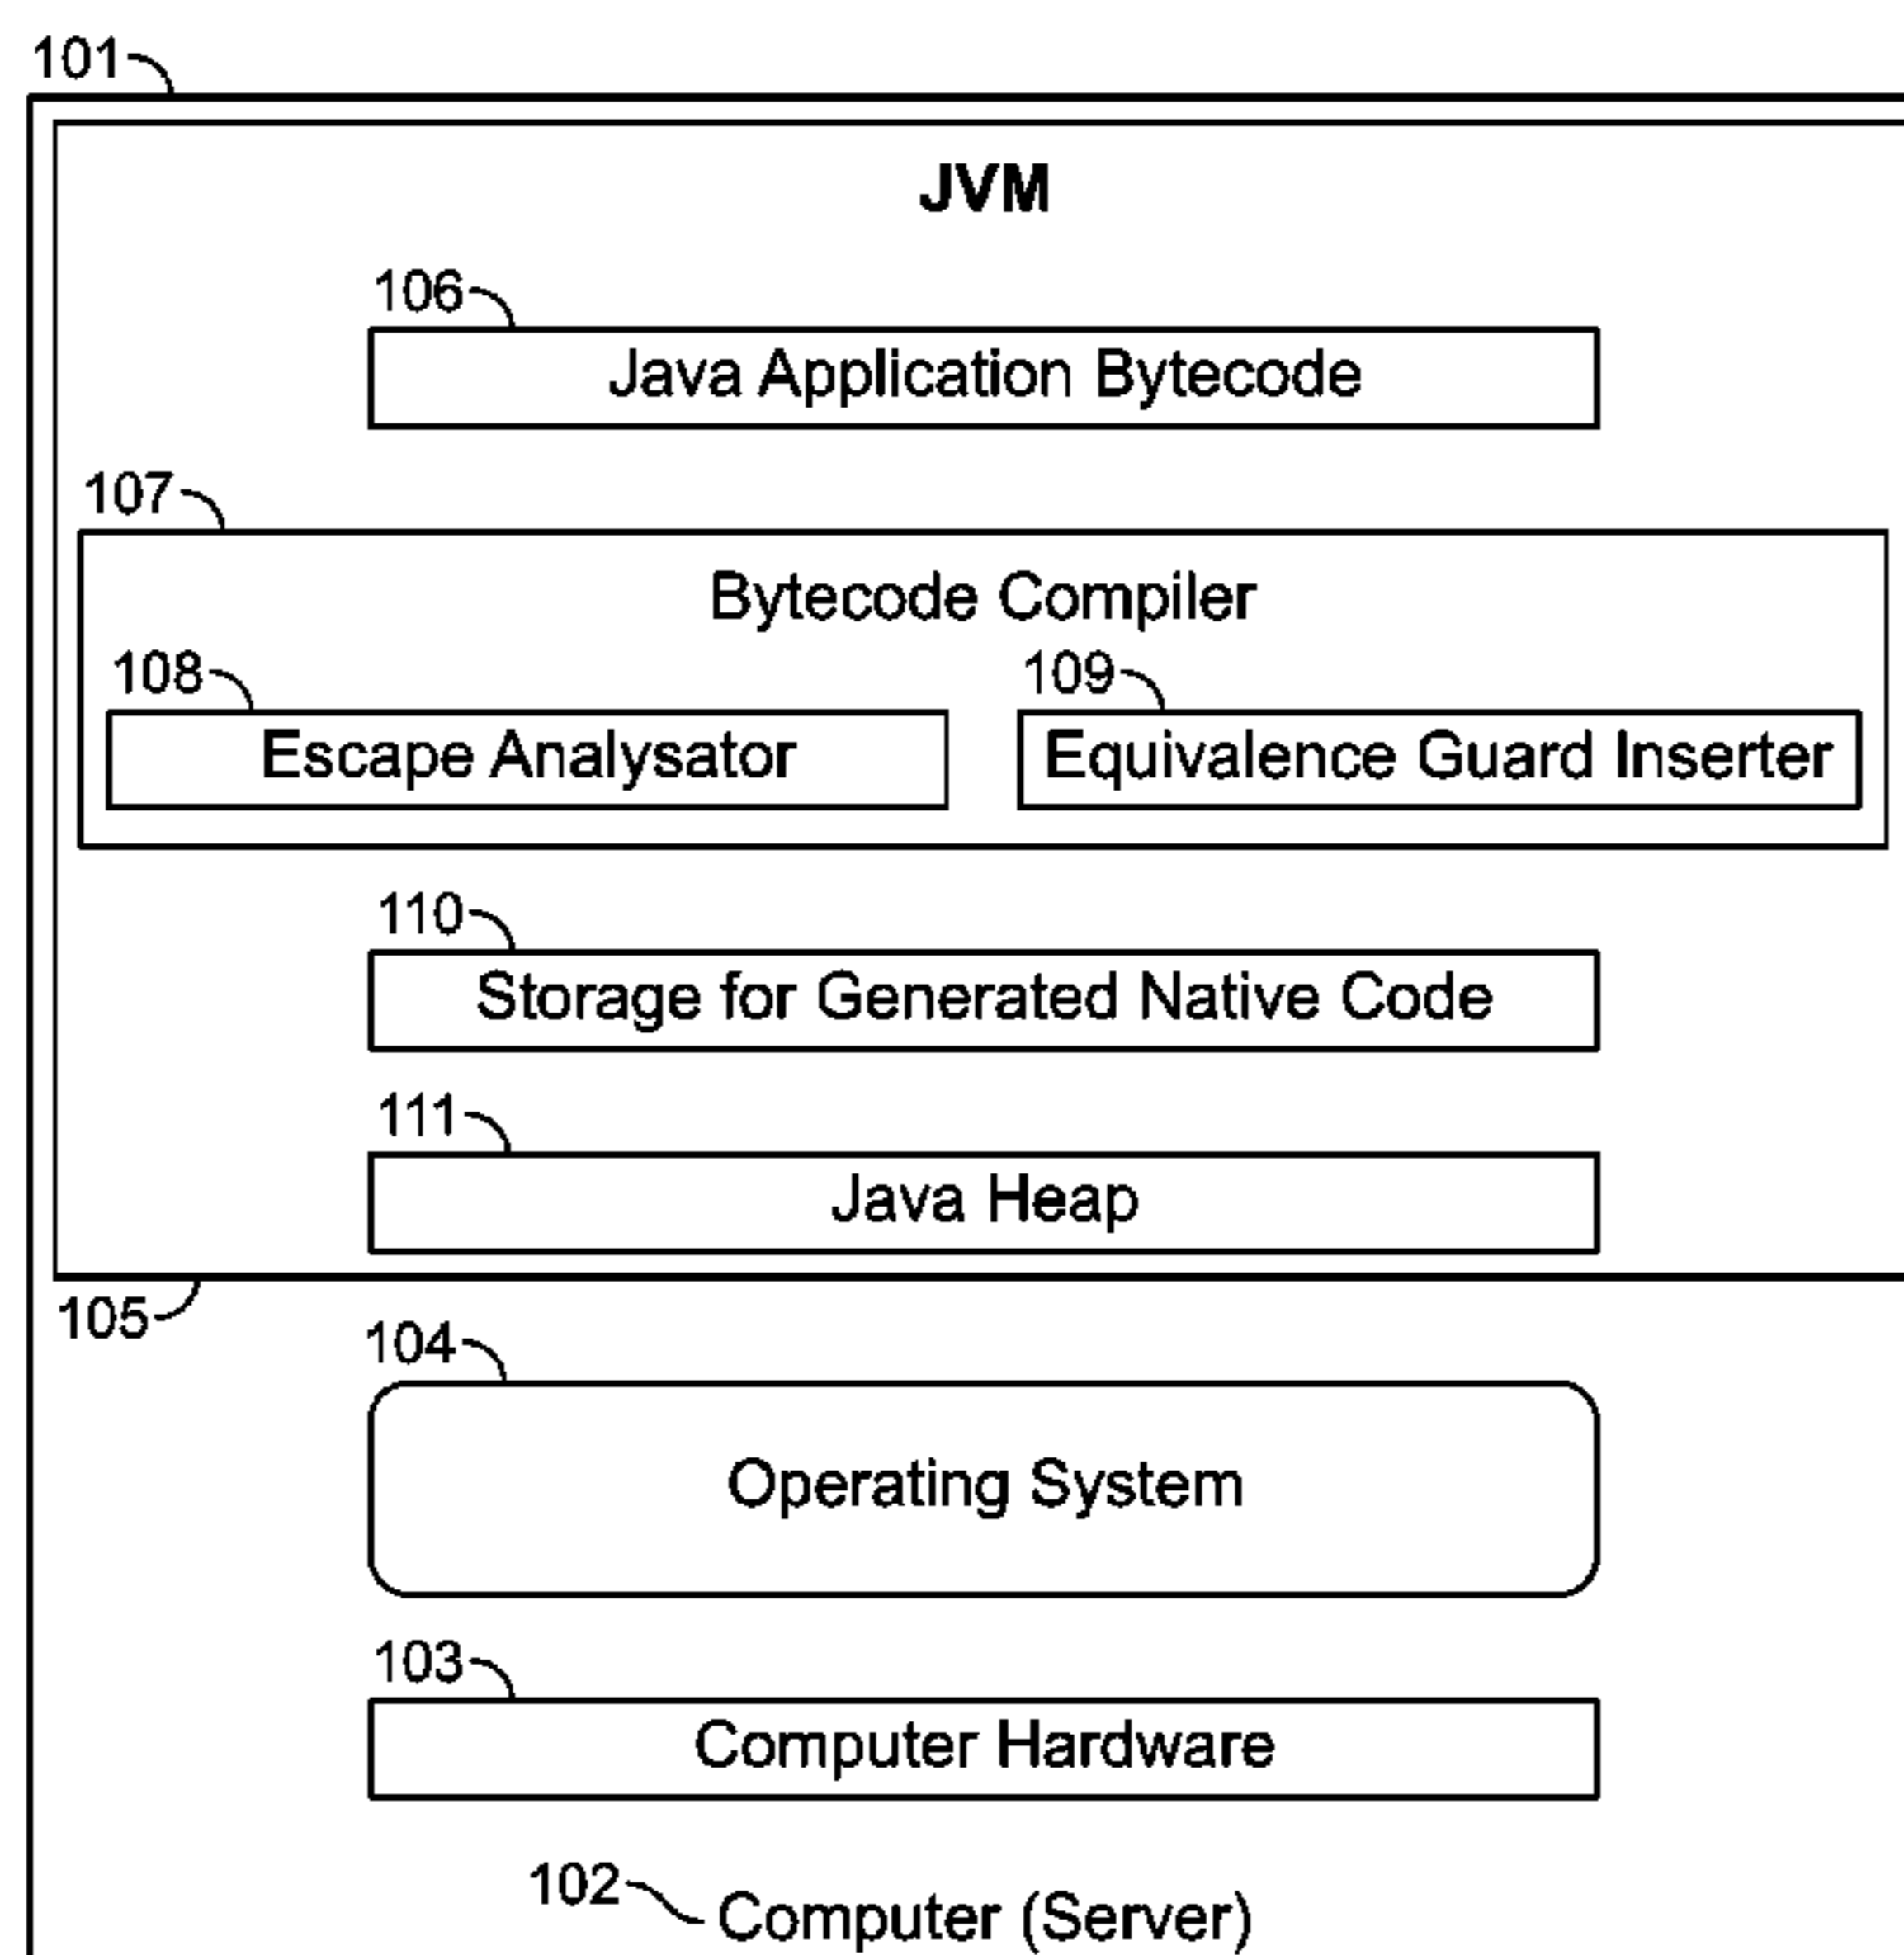 101
JVM
106
Java Application Bytecode
107
Bytecode Compiler
108
109
Escape Analysator
Equivalence Guard Inserter
110
Storage for Generated Native Code
111
Java Heap
105
104
Operating System
103
Computer Hardware
102
Computer (Server)